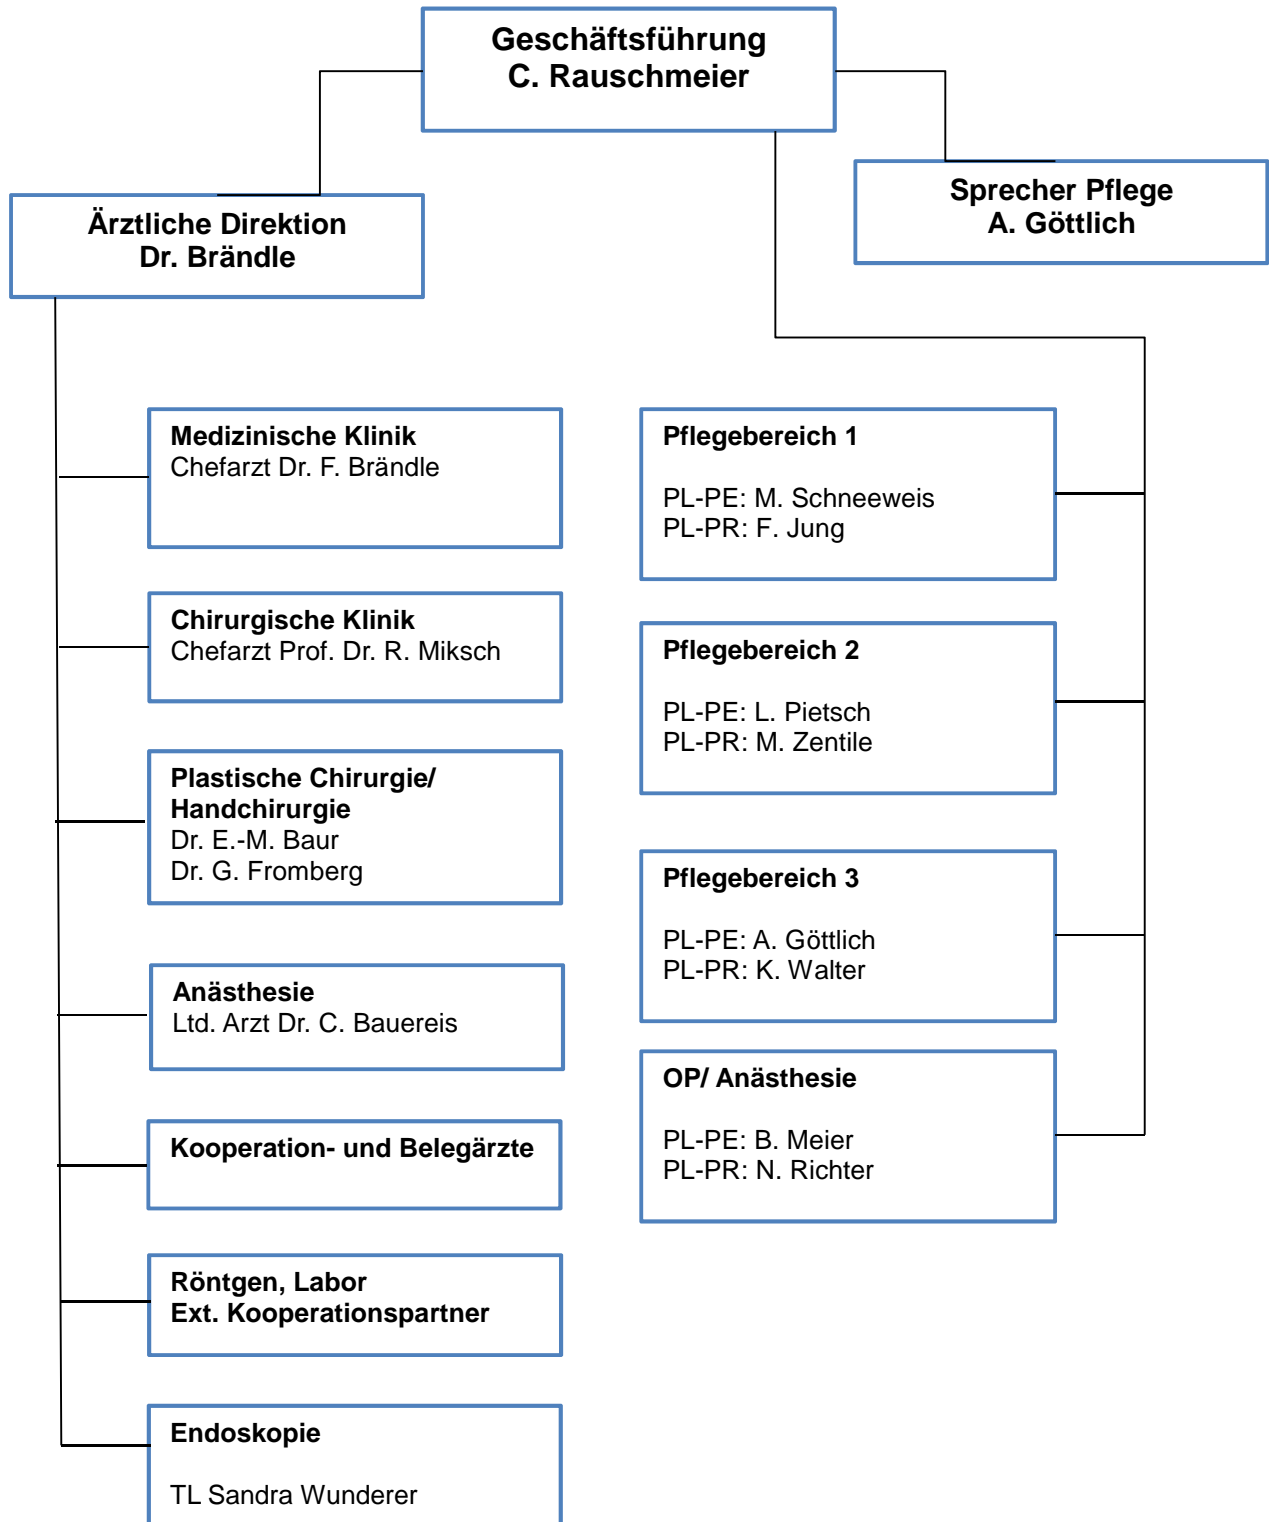 Geschäftsführung
C. Rauschmeier
Sprecher Pflege
A. Göttlich
Ärztliche Direktion
Dr. Brändle
Medizinische Klinik
Chefarzt Dr. F. Brändle
Chirurgische Klinik
Chefarzt Prof. Dr. R. Miksch
Plastische Chirurgie/
Handchirurgie
Dr. E.-M. Baur
Dr. G. Fromberg
Anästhesie
Ltd. Arzt Dr. C. Bauereis
Kooperation- und Belegärzte
Röntgen, Labor
Ext. Kooperationspartner
Endoskopie
TL Sandra Wunderer
Pflegebereich 1
PL-PE: M. Schneeweis
PL-PR: F. Jung
Pflegebereich 2
PL-PE: L. Pietsch
PL-PR: M. Zentile
Pflegebereich 3
PL-PE: A. Göttlich
PL-PR: K. Walter
OP/ Anästhesie
PL-PE: B. Meier
PL-PR: N. Richter